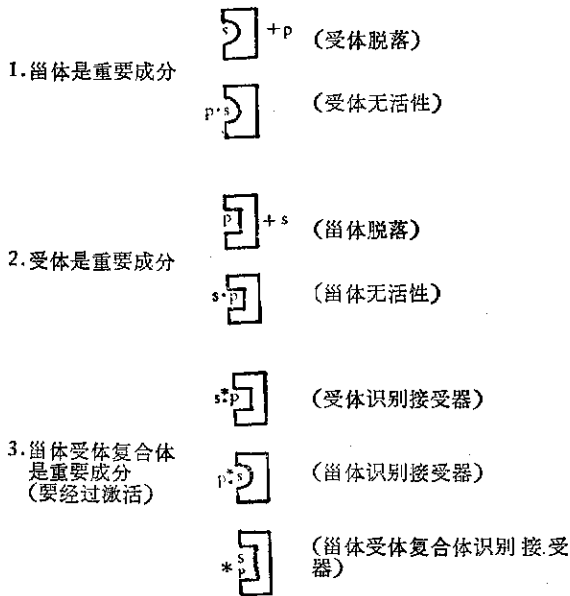 s +p (受体脱落)
1.甾体是重要成分
p·s (受体无活性)
p +s (甾体脱落)
2.受体是重要成分
s·p (甾体无活性)
s*:p (受体识别接受器)
3.甾体受体复合体
是重要成分
(要经过激活)
p*:s (甾体识别接受器)
* s p (甾体受体复合体识别接.受
器)